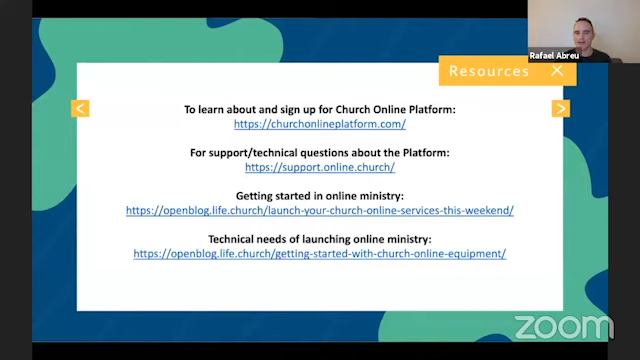 Rafael Abreu
Resources X
< >
To learn about and sign up for Church Online Platform:
https://churchonlineplatform.com/
For support/technical questions about the Platform:
https://support.online.church/
Getting started in online ministry:
https://openblog.life.church/launch-your-church-online-services-this-weekend/
Technical needs of launching online ministry:
https://openblog.life.church/getting-started-with-church-online-equipment/
zoom